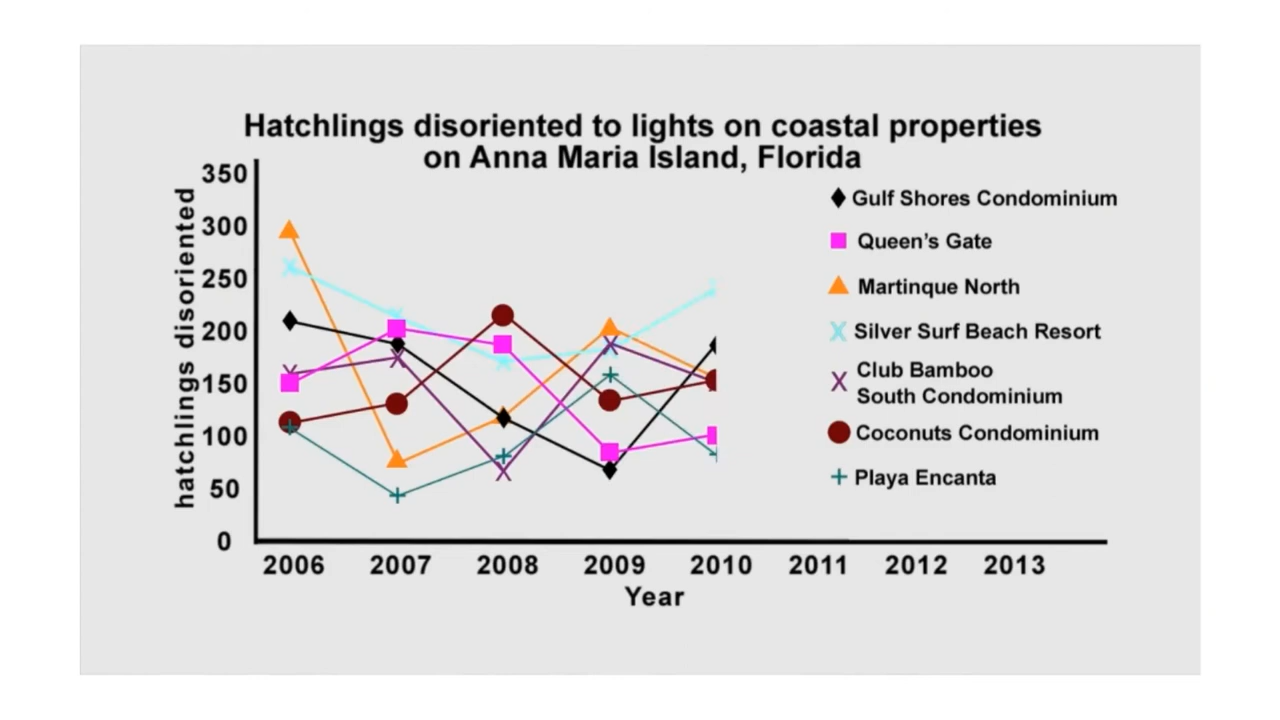 Hatchlings disoriented to lights on coastal properties
on Anna Maria Island, Florida
hatchlings disoriented
350
300
250
200
150
100
50
0
Gulf Shores Condominium
Queen's Gate
Martinque North
Silver Surf Beach Resort
Club Bamboo
South Condominium
Coconuts Condominium
Playa Encanta
2006 2007 2008 2009 2010 2011 2012 2013
Year